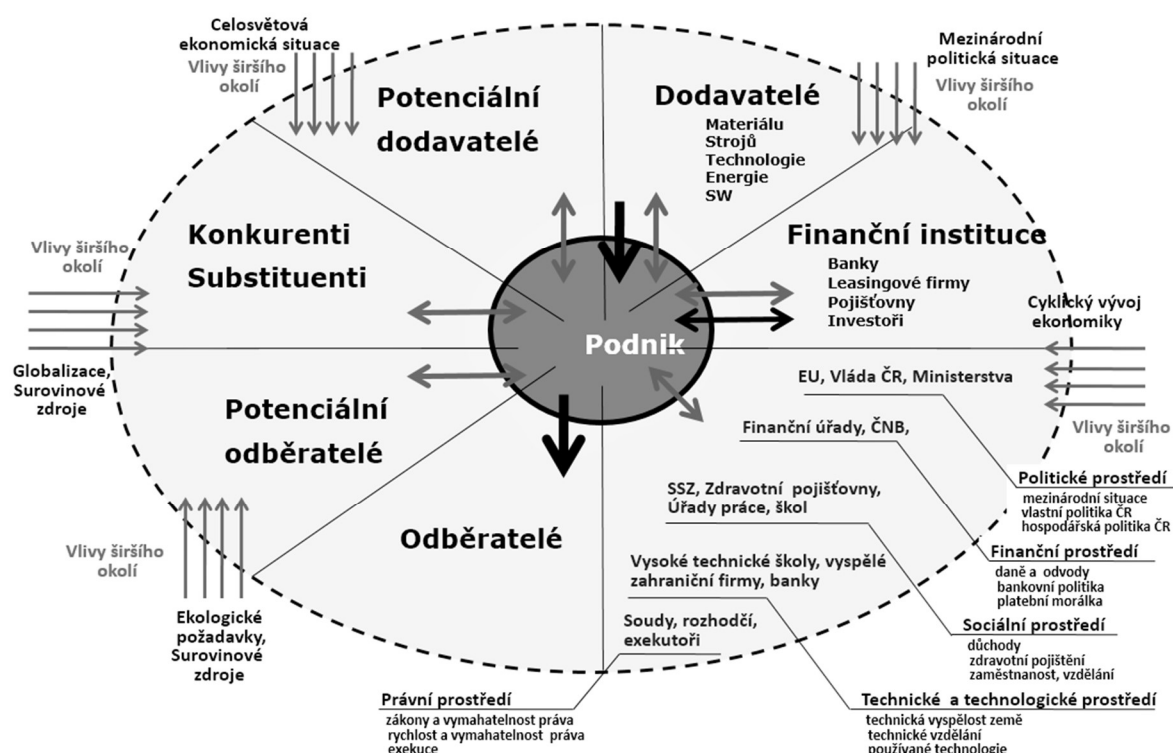 Celosvětová
ekonomická situace
Vlivy širšího
okolí
Mezinárodní
politická situace
Vlivy širšího
okolí
Potenciální
dodavatelé
Dodavatelé
Materiálu
Strojů
Technologie
Energie
SW
Konkurenti
Substituenti
Finanční instituce
Banky
Leasingové firmy
Pojišťovny
Investoři
Vlivy širšího
okolí
Globalizace,
Surovinové
zdroje
Podnik
Cyklický vývoj
ekonomiky
Vlivy širšího
okolí
Potenciální
odběratelé
EU, Vláda ČR, Ministerstva
Finanční úřady, ČNB,
SSZ, Zdravotní pojišťovny,
Úřady práce, škol
Vysoké technické školy, vyspělé
zahraniční firmy, banky
Soudy, rozhodčí,
exekutoři
Odběratelé
Vlivy širšího
okolí
Ekologické
požadavky,
Surovinové
zdroje
Politické prostředí
mezinárodní situace
vlastní politika ČR
hospodářská politika ČR
Finanční prostředí
daně a odvody
bankovní politika
platební morálka
Sociální prostředí
důchody
zdravotní pojištění
zaměstnanost, vzdělání
Technické a technologické prostředí
technická vyspělost země
technické vzdělání
používané technologie
Právní prostředí
zákony a vymahatelnost práva
rychlost a vymahatelnost práva
exekuce